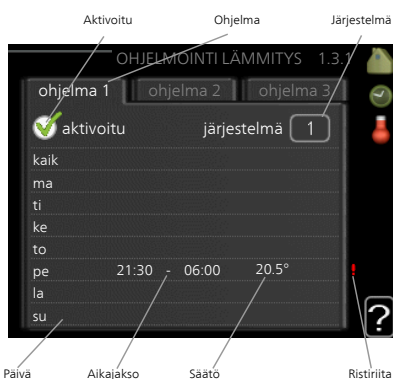 Aktivoitu Ohjelma Järjestelmä
OHJELMOINTI LÄMMITYS 1.3.1
ohjelma 1 ohjelma 2 ohjelma 3
aktivoitu järjestelmä 1
kaik
ma
ti
ke
to
pe 21:30 - 06:00 20.5° !
la
su
?
Päivä Aikajakso Säätö Ristiriita